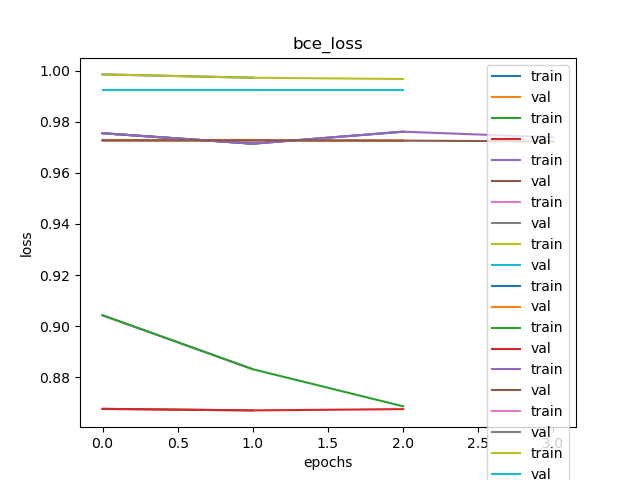 bce_loss
1.00
0.98
0.96
0.94
0.92
0.90
0.88
loss
0.0
0.5
1.0
1.5
2.0
2.5
3.0
epochs
train
val
train
val
train
val
train
val
train
val
train
val
train
val
train
val
train
val
train
val